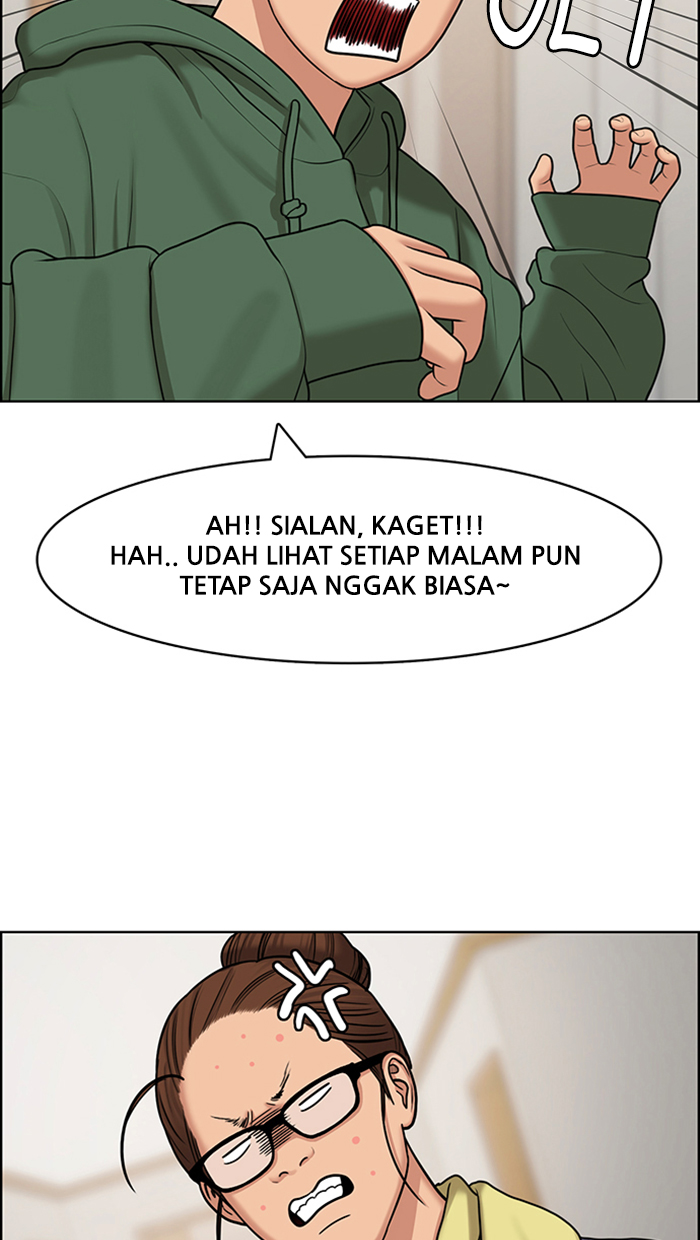 AH!! SIALAN, KAGET!!!
HAH.. UDAH LIHAT SETIAP MALAM PUN
TETAP SAJA NGGAK BIASA~